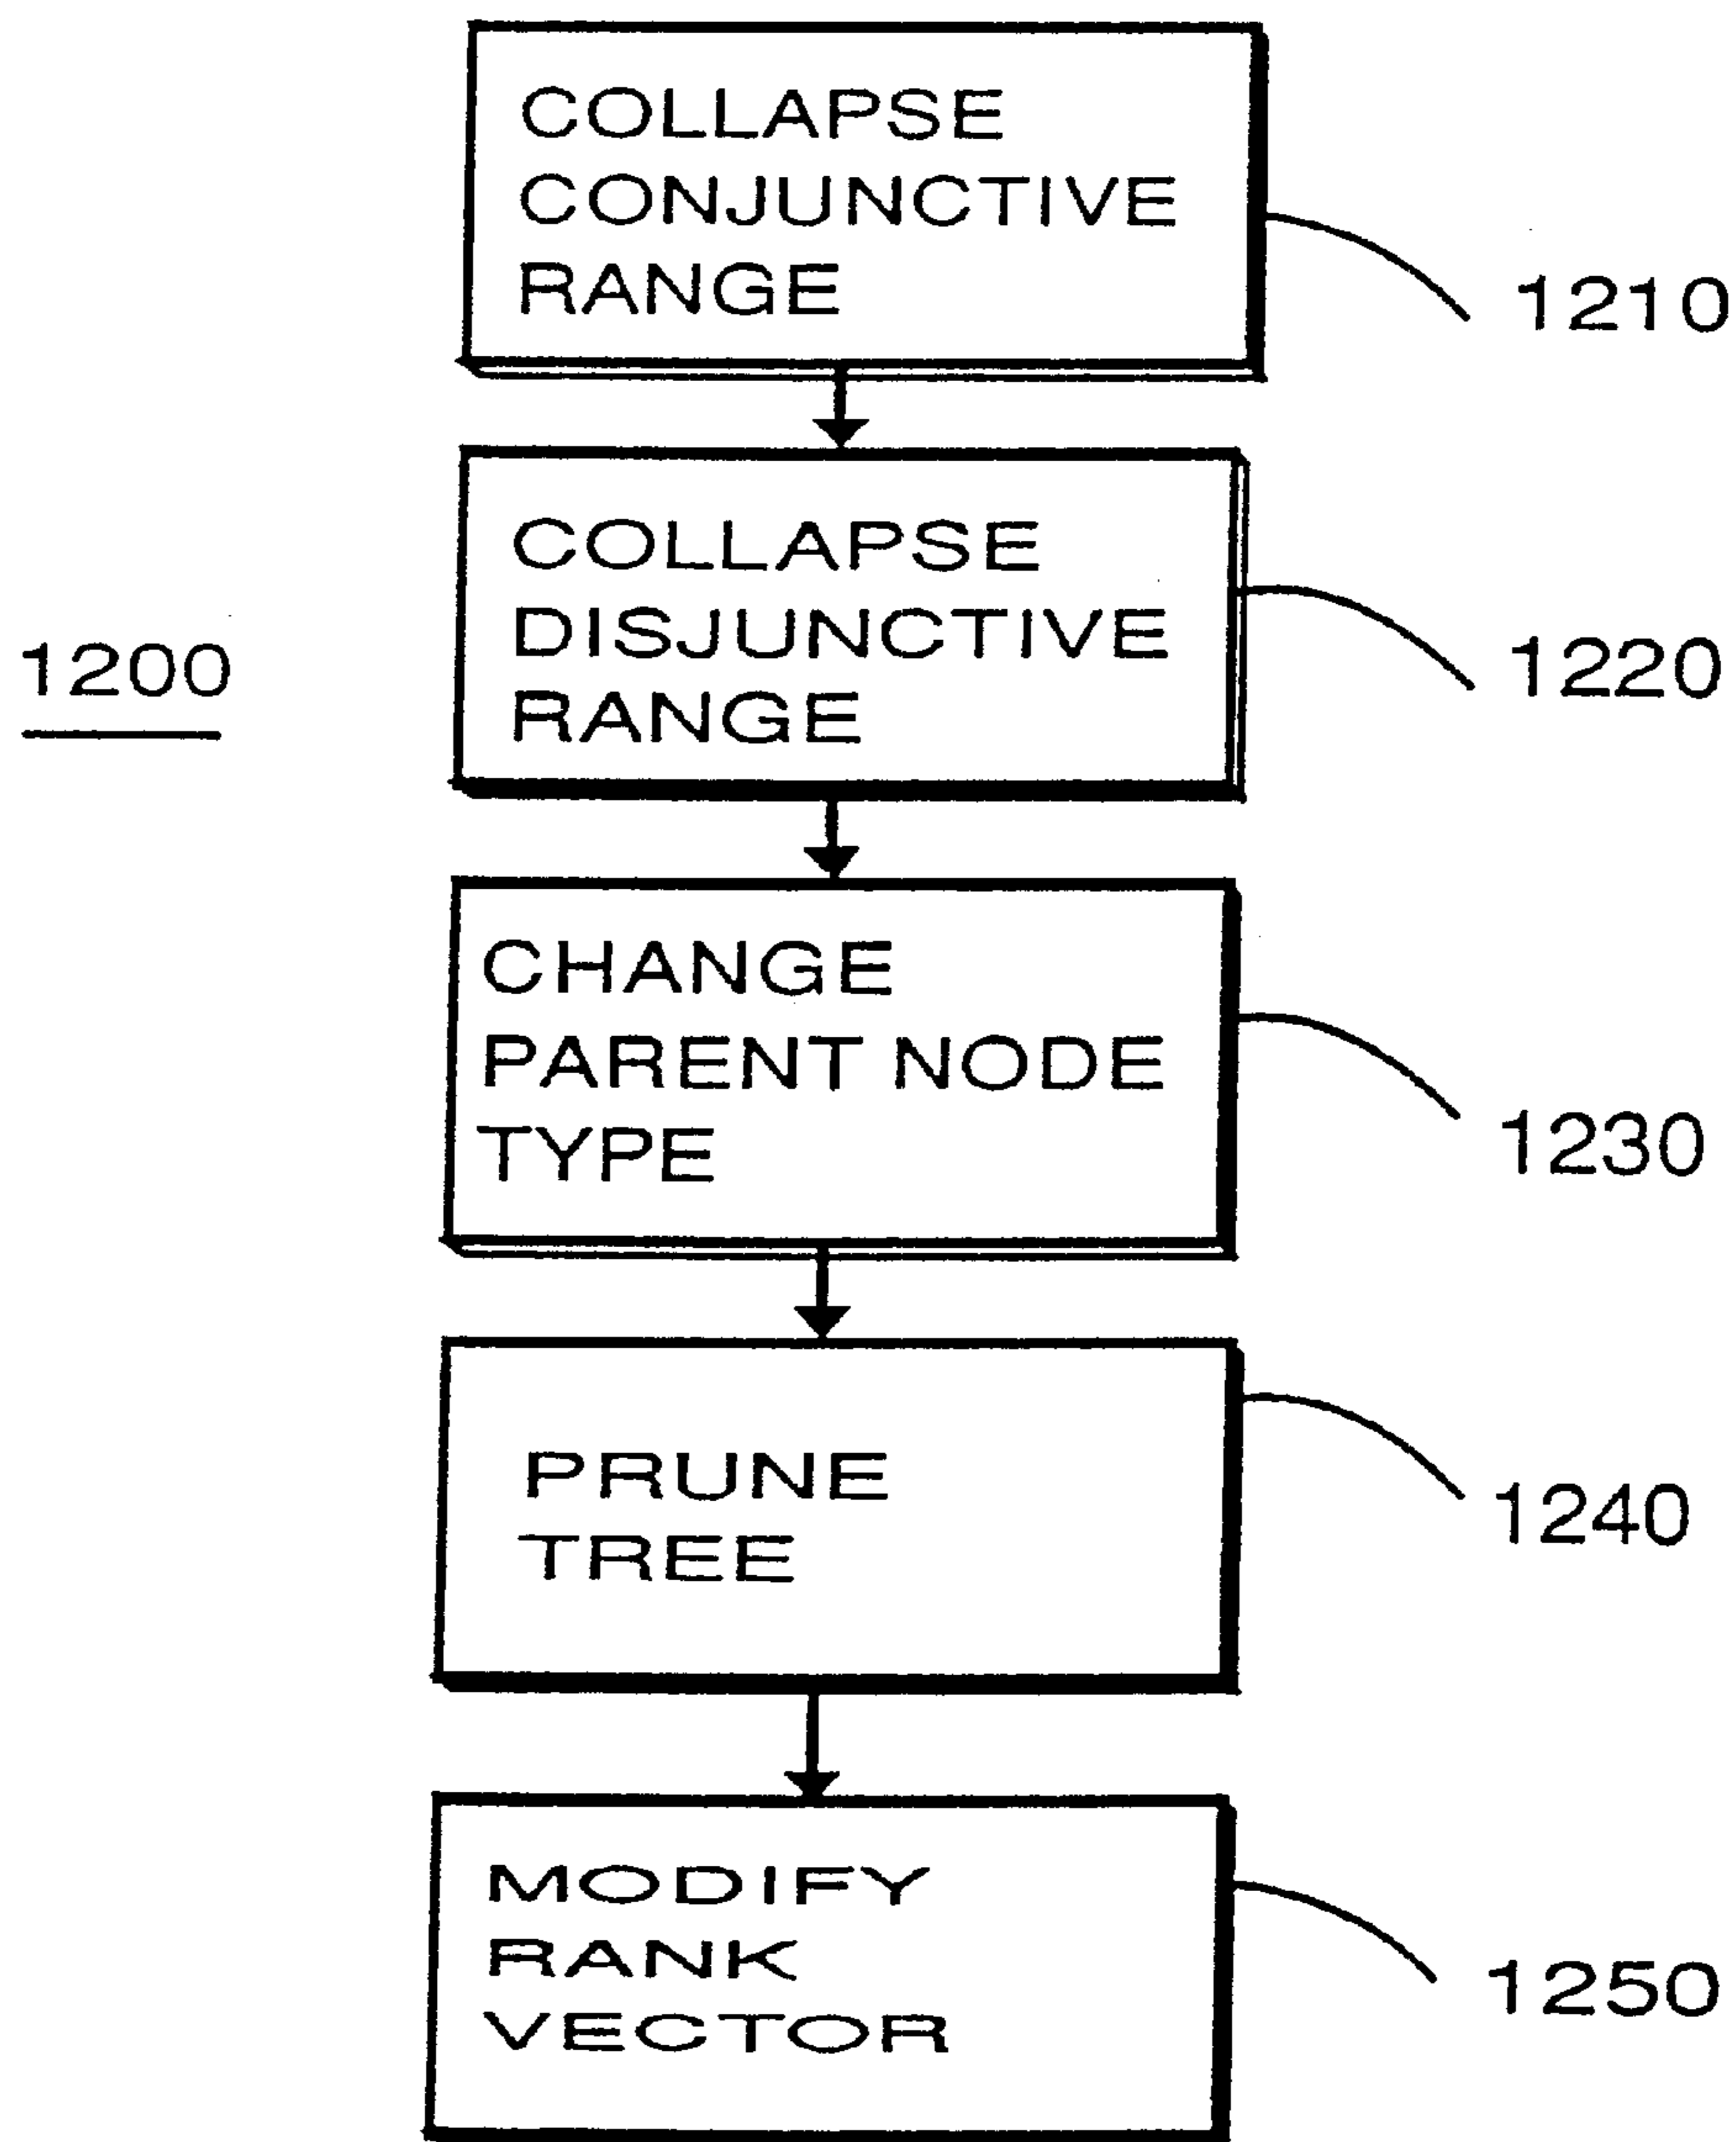 COLLAPSE
CONJUNCTIVE
RANGE
1210
COLLAPSE
DISJUNCTIVE
RANGE
1220
1200
CHANGE
PARENT NODE
TYPE
1230
PRUNE
TREE
1240
MODIFY
RANK
VECTOR
1250